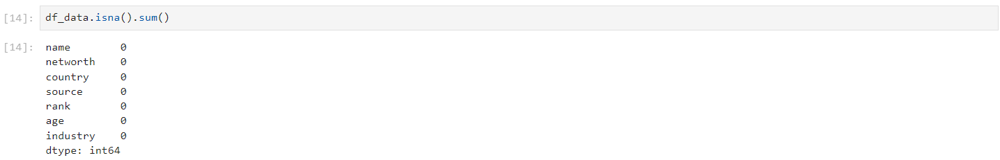 [14]: df_data.isna().sum()
[14]: name 0
networth 0
country 0
source 0
rank 0
age 0
industry 0
dtype: int64